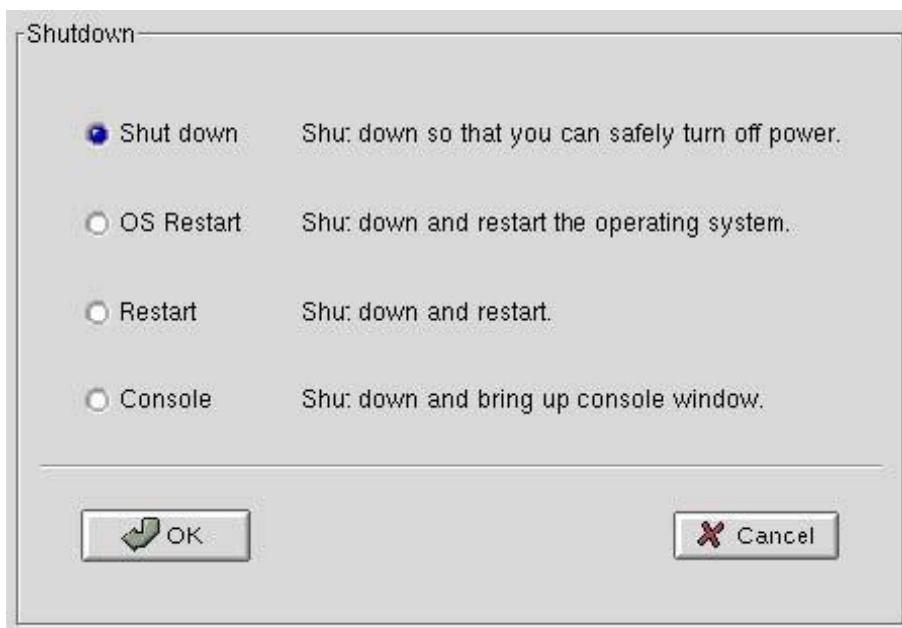 Shutdown
Shut down Shu: down so that you can safely turn off power.
OS Restart Shu: down and restart the operating system.
Restart Shu: down and restart.
Console Shu: down and bring up console window.
OK Cancel